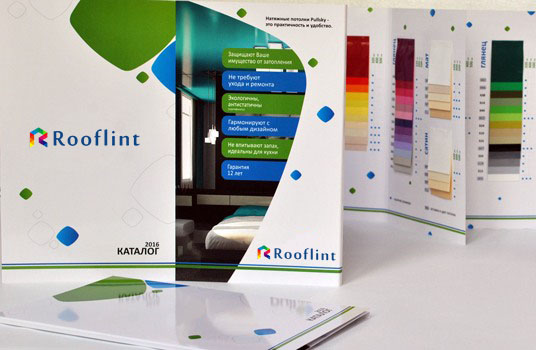 Rooflint
2016
КАТАЛОГ
Натяжные потолки Pullsky -
это практичность и удобство.
Защищают Ваше
имущество от затопления
Не требуют
ухода и ремонта
Экологичны,
антистатичны
Гармонируют с
любым дизайном
Не впитывают запах,
идеальны для кухни
Гарантия
12 лет
Rooflint
мат
сатин
глянец